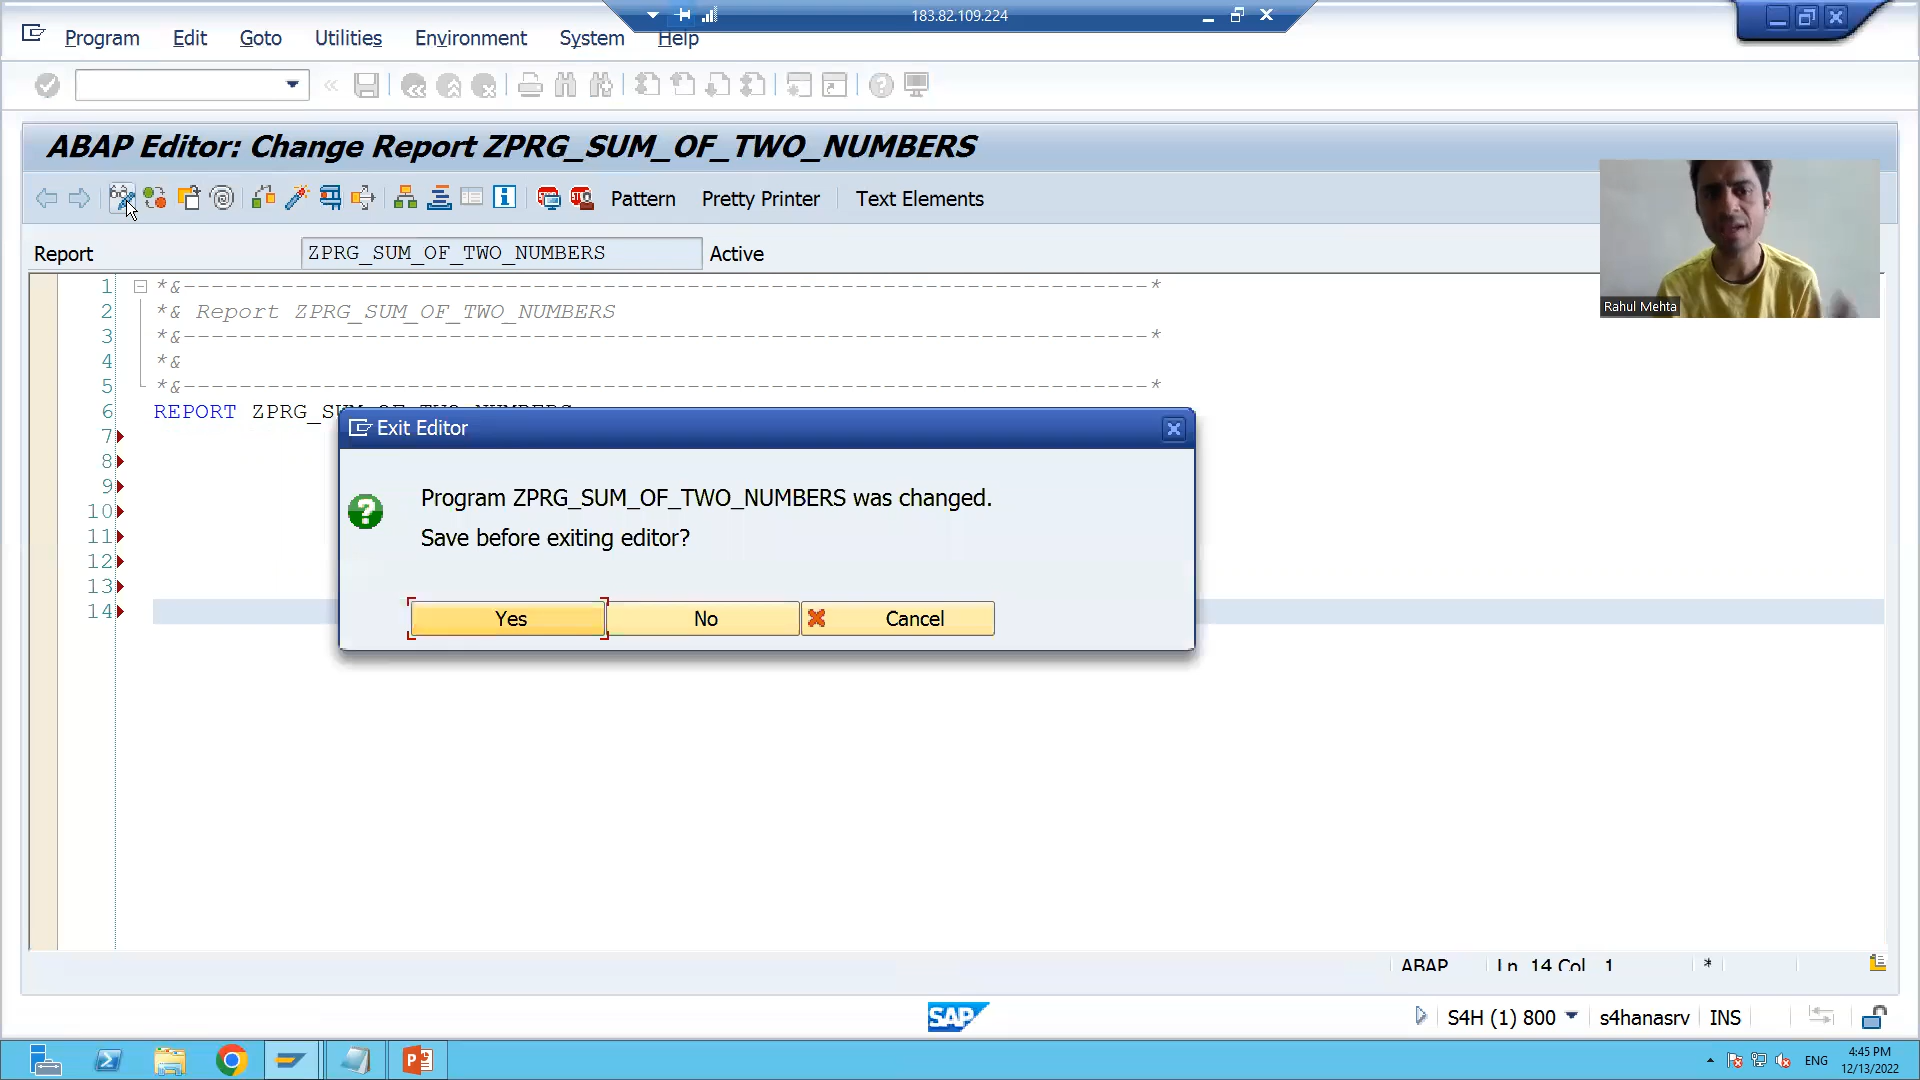 183.82.109.224
Program Edit Goto Utilities Environment System Help
ABAP Editor: Change Report ZPRG_SUM_OF_TWO_NUMBERS
Pattern Pretty Printer Text Elements
Report ZPRG_SUM_OF_TWO_NUMBERS Active
Rahul Mehta
1 *&---------------------------------------------------------------------*
2 *& Report ZPRG_SUM_OF_TWO_NUMBERS
3 *&---------------------------------------------------------------------*
4 *&
5 *&---------------------------------------------------------------------*
6 REPORT ZPRG_SUM_OF_TWO_NUMBERS
7
8
9
10
11
12
13
14
Exit Editor
Program ZPRG_SUM_OF_TWO_NUMBERS was changed.
Save before exiting editor?
Yes No Cancel
ABAP Ln 14 Col 1 *
SAP
S4H (1) 800 s4hanasrv INS
ENG
4:45 PM
12/13/2022